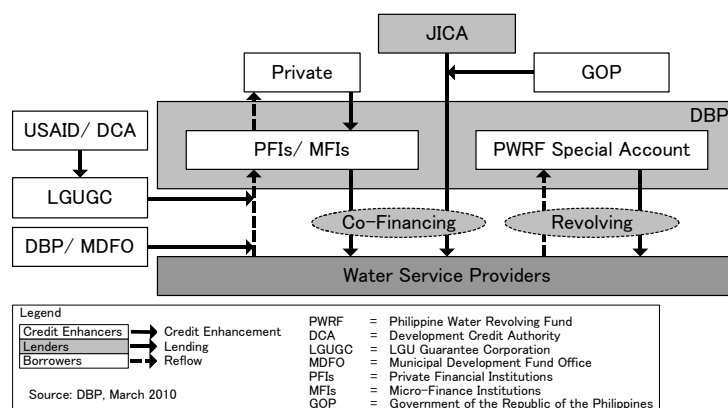 JICA
Private
GOP
DBP
USAID/ DCA
PFIs/ MFIs
PWRF Special Account
LGUGC
Co-Financing
Revolving
DBP/ MDFO
Water Service Providers
Legend
Credit Enhancers
Credit Enhancement
Lenders
Lending
Borrowers
Reflow
Source: DBP, March 2010
PWRF = Philippine Water Revolving Fund
DCA = Development Credit Authority
LGUGC = LGU Guarantee Corporation
MDFO = Municipal Development Fund Office
PFIs = Private Financial Institutions
MFIs = Micro-Finance Institutions
GOP = Government of the Republic of the Philippines